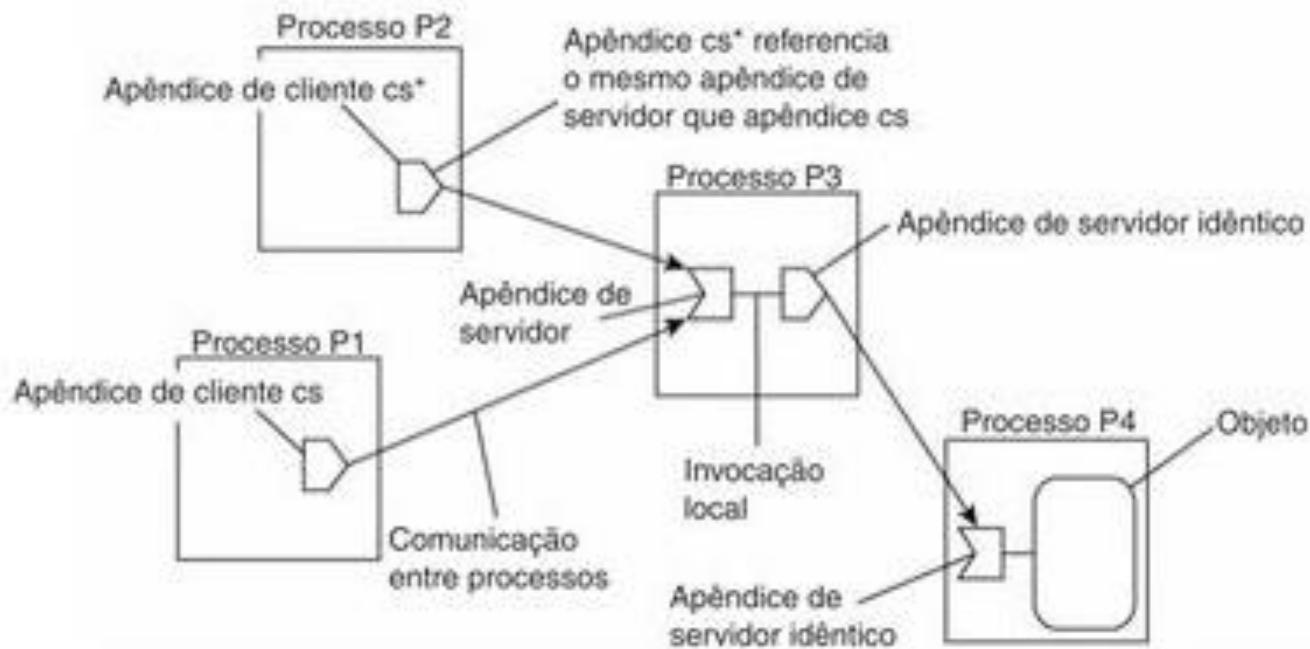 Processo P2
Apêndice de cliente cs*
Apêndice cs* referencia
o mesmo apêndice de
servidor que apêndice cs
Processo P3
Apêndice de servidor idêntico
Apêndice de
servidor
Processo P1
Apêndice de cliente cs
Processo P4
Objeto
Invocação
local
Comunicação
entre processos
Apêndice de
servidor idêntico